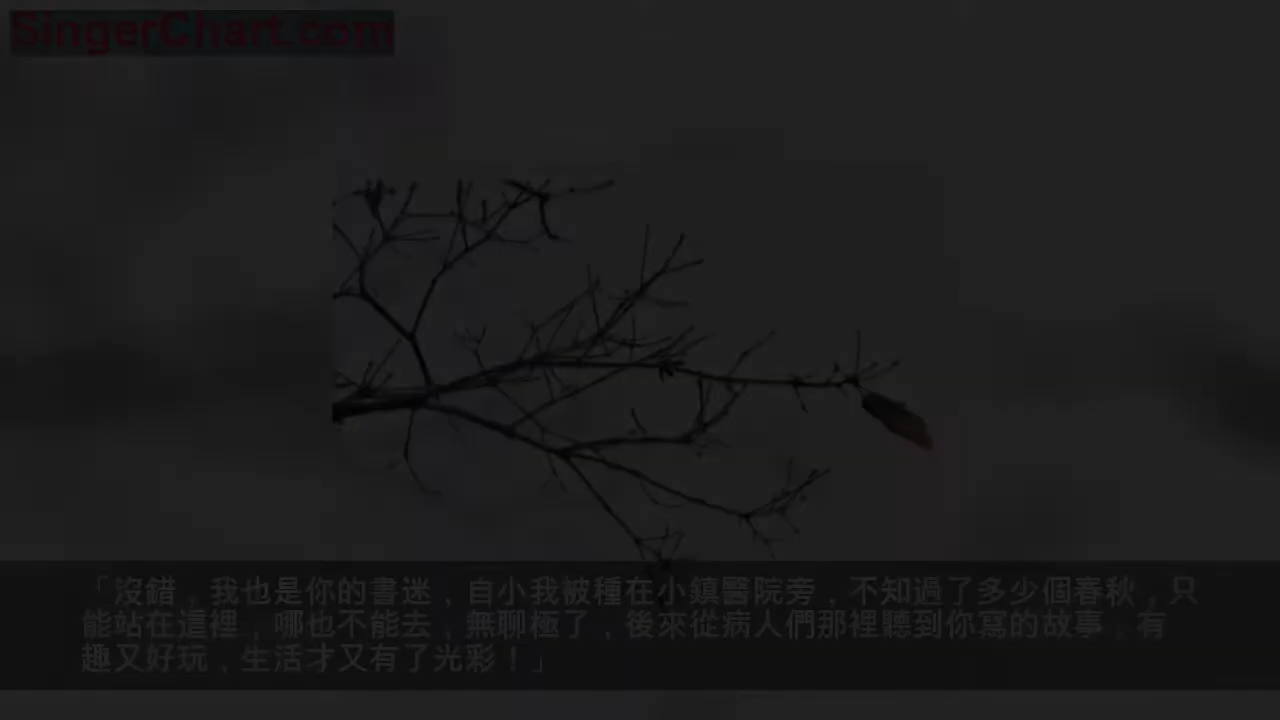 SingerChart.com
「沒錯，我也是你的書迷，自小我被種在小鎮醫院旁，不知過了多少個春秋，只
能站在這裡，哪也不能去，無聊極了，後來從病人們那裡聽到你寫的故事，有
趣又好玩，生活才又有了光彩！」